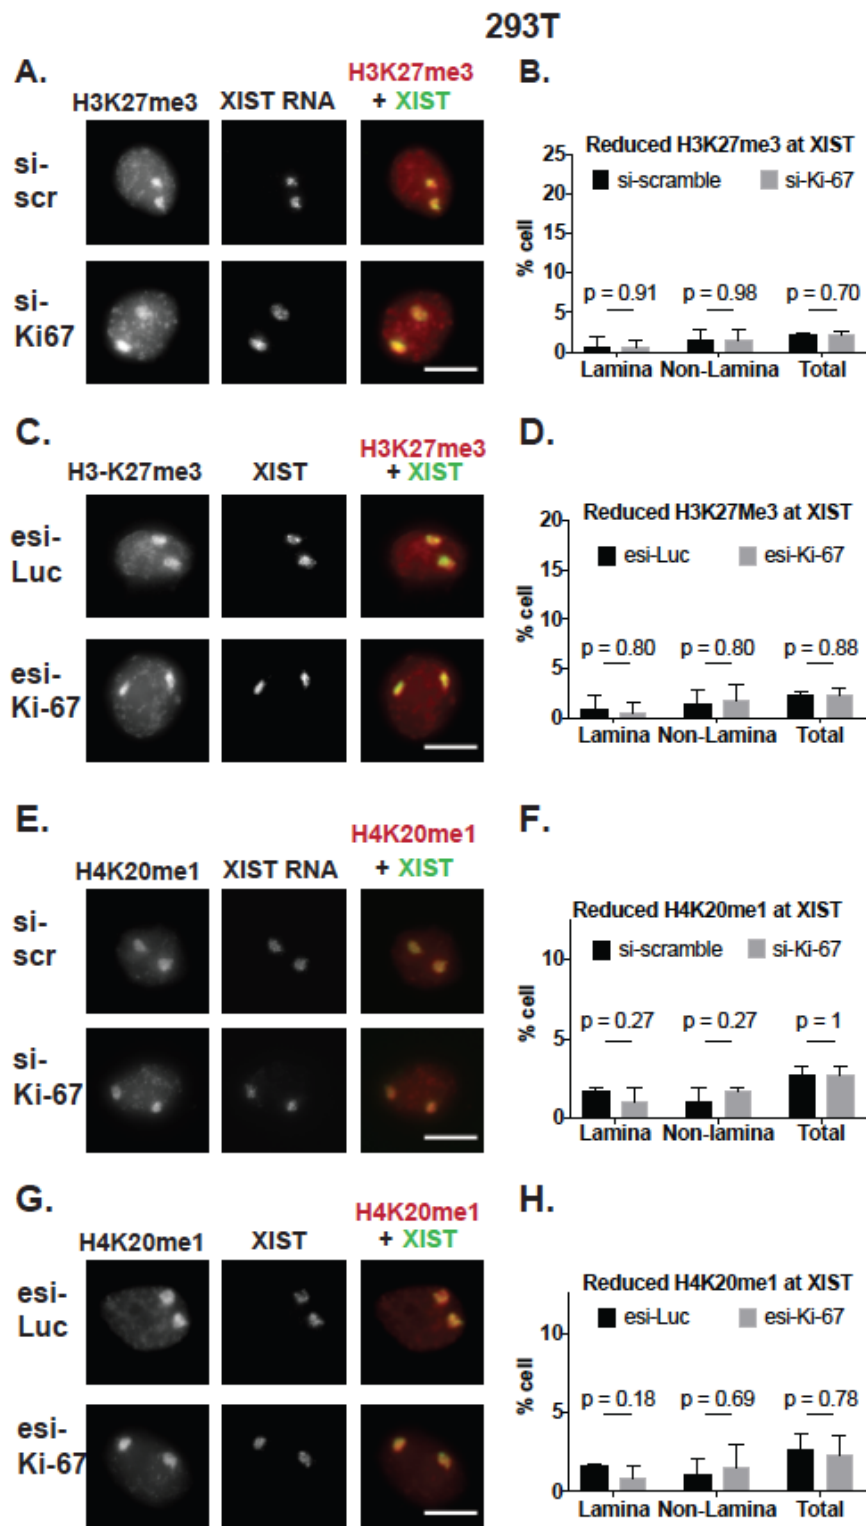 293T
A.
H3K27me3 XIST RNA H3K27me3
+ XIST
si-
scr
si-
Ki67
B.
Reduced H3K27me3 at XIST
si-scramble si-Ki-67
25
20
15
10
5
0
% cell
p = 0.91 p = 0.98 p = 0.70
Lamina Non-Lamina Total
C.
H3-K27me3 XIST H3K27me3
+ XIST
esi-
Luc
esi-
Ki-67
D.
Reduced H3K27Me3 at XIST
esi-Luc esi-Ki-67
20
15
10
5
0
% cell
p = 0.80 p = 0.80 p = 0.88
Lamina Non-Lamina Total
E.
H4K20me1 XIST RNA H4K20me1
+ XIST
si-
scr
si-
Ki-67
F.
Reduced H4K20me1 at XIST
si-scramble si-Ki-67
10
5
0
% cell
p = 0.27 p = 0.27 p = 1
Lamina Non-lamina Total
G.
H4K20me1 XIST H4K20me1
+ XIST
esi-
Luc
esi-
Ki-67
H.
Reduced H4K20me1 at XIST
esi-Luc esi-Ki-67
10
5
0
% cell
p = 0.18 p = 0.69 p = 0.78
Lamina Non-Lamina Total